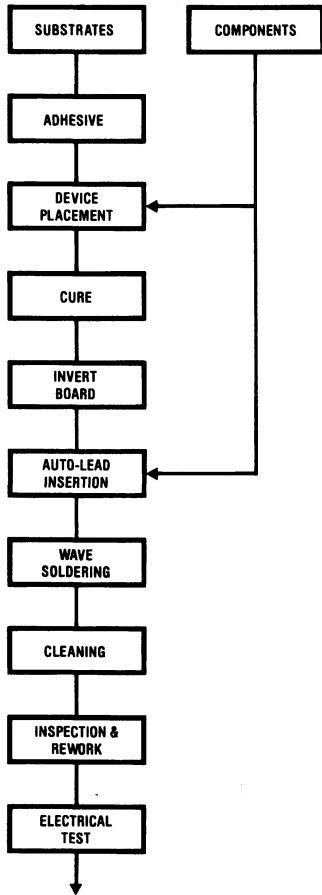 SUBSTRATES
COMPONENTS
ADHESIVE
DEVICE
PLACEMENT
CURE
INVERT
BOARD
AUTO-LEAD
INSERTION
WAVE
SOLDERING
CLEANING
INSPECTION &
REWORK
ELECTRICAL
TEST